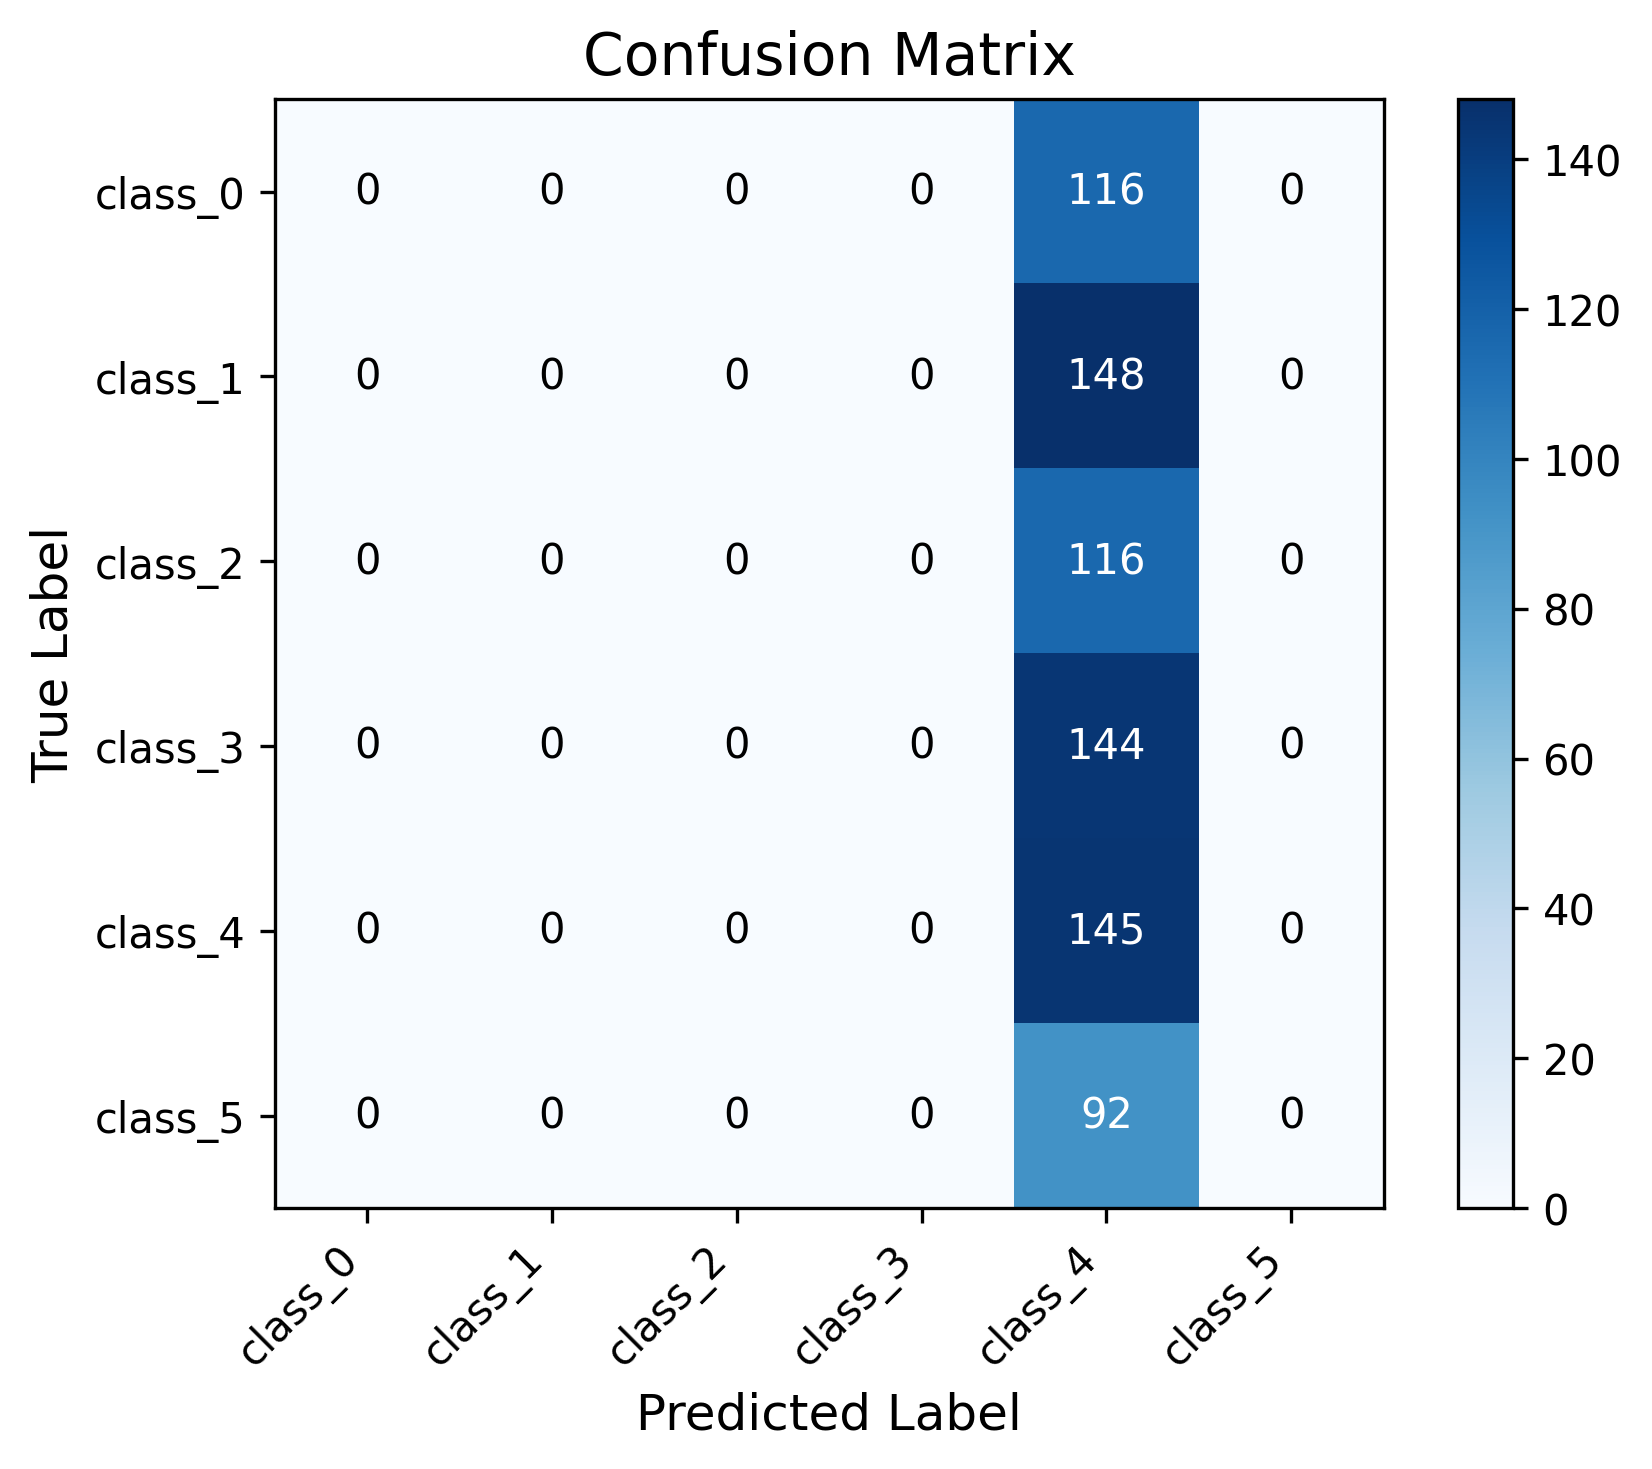 Confusion Matrix
True Label
class_0 0 0 0 0 116 0
class_1 0 0 0 0 148 0
class_2 0 0 0 0 116 0
class_3 0 0 0 0 144 0
class_4 0 0 0 0 145 0
class_5 0 0 0 0 92 0
class_0 class_1 class_2 class_3 class_4 class_5
Predicted Label
140
120
100
80
60
40
20
0